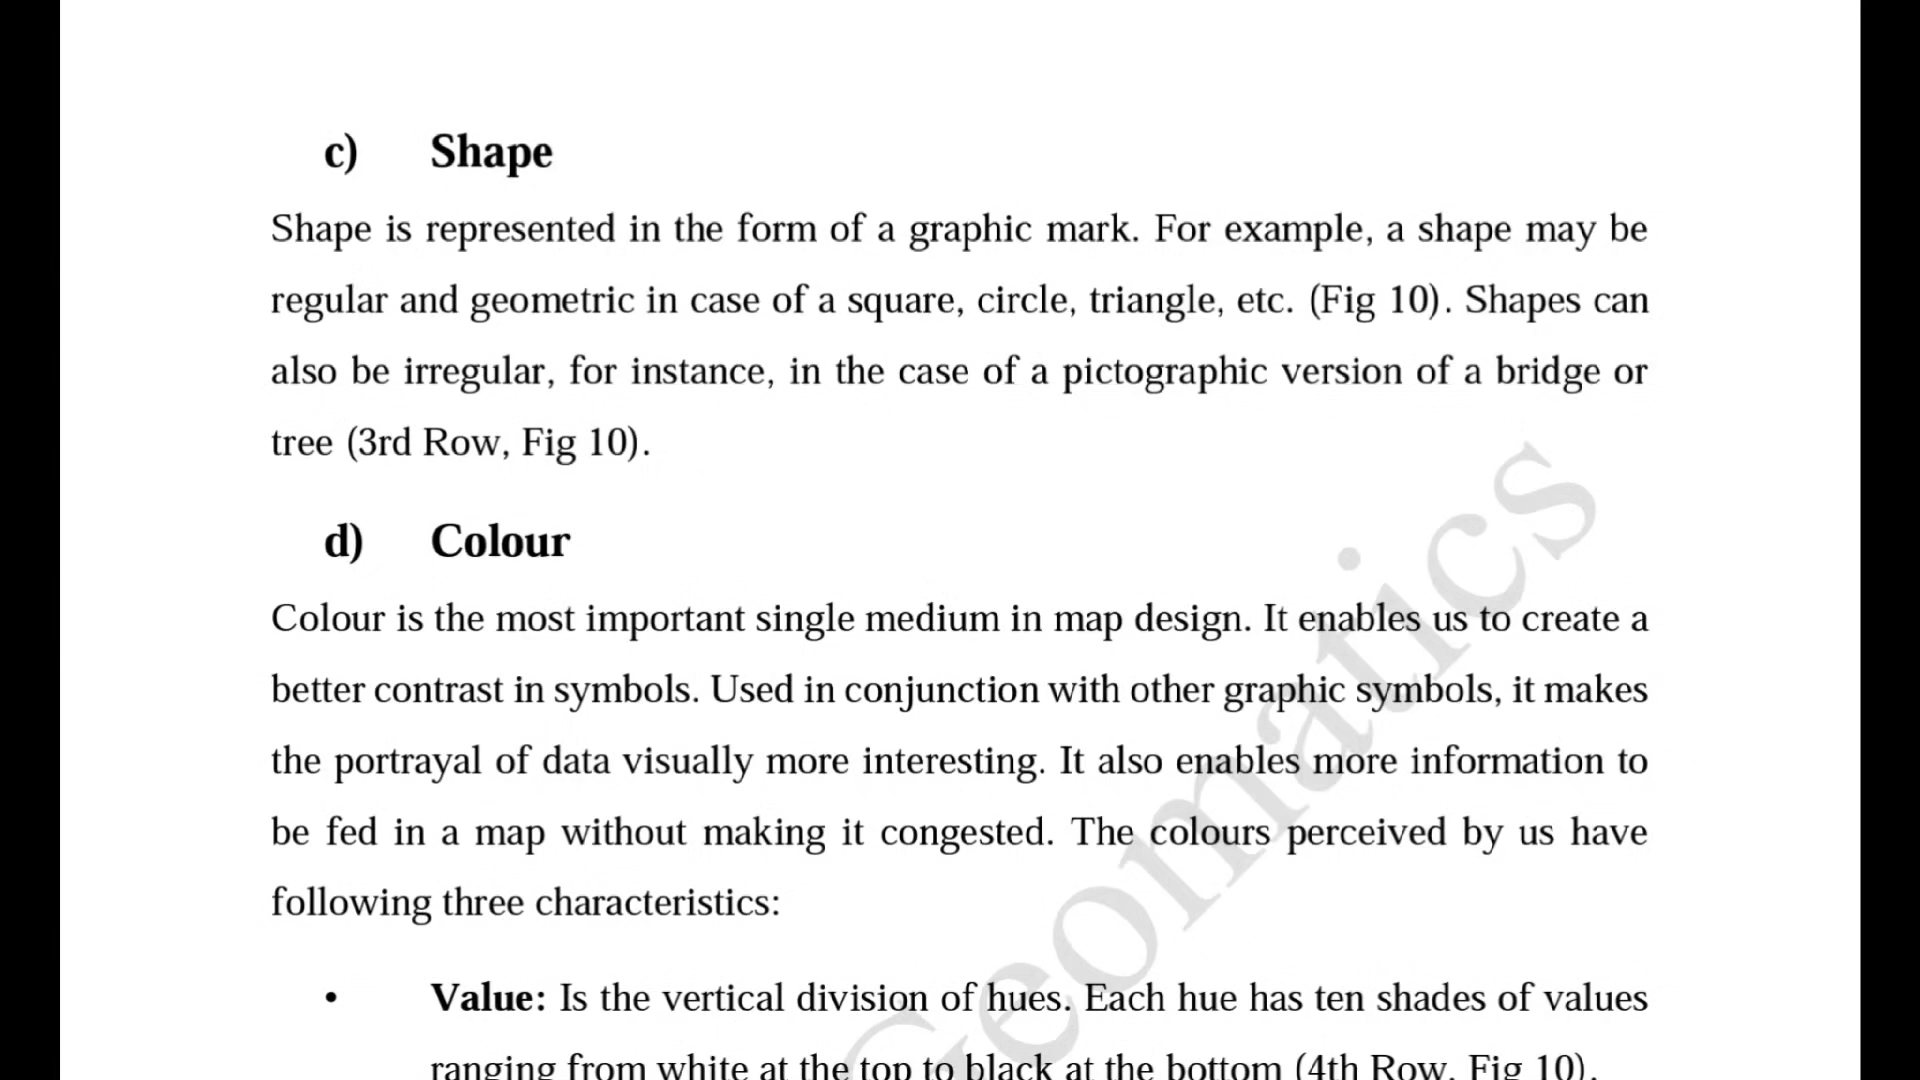 c) Shape
Shape is represented in the form of a graphic mark. For example, a shape may be
regular and geometric in case of a square, circle, triangle, etc. (Fig 10). Shapes can
also be irregular, for instance, in the case of a pictographic version of a bridge or
tree (3rd Row, Fig 10).
d) Colour
Colour is the most important single medium in map design. It enables us to create a
better contrast in symbols. Used in conjunction with other graphic symbols, it makes
the portrayal of data visually more interesting. It also enables more information to
be fed in a map without making it congested. The colours perceived by us have
following three characteristics:
• Value: Is the vertical division of hues. Each hue has ten shades of values
ranging from white at the top to black at the bottom (4th Row, Fig 10).
Geomatics